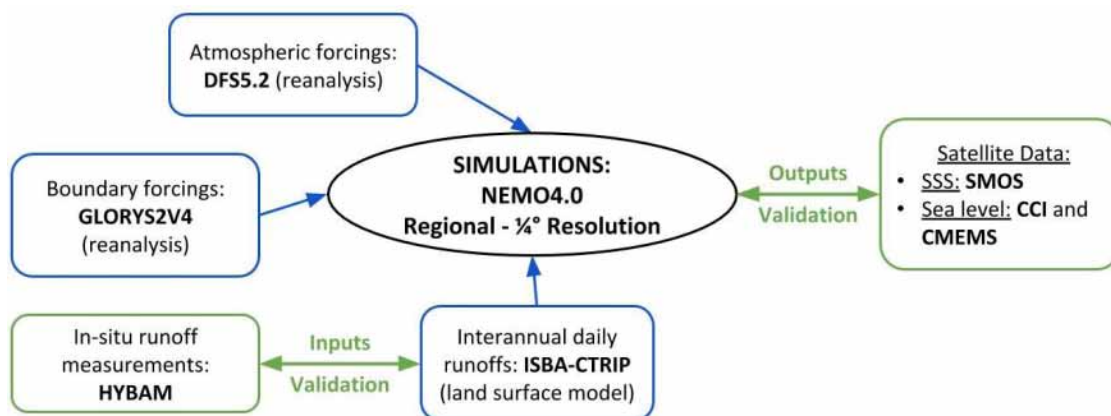 Atmospheric forcings:
DFS5.2 (reanalysis)
SIMULATIONS:
NEMO4.0
Regional - ¼° Resolution
Boundary forcings:
GLORYS2V4
(reanalysis)
Outputs
Validation
Satellite Data:
• SSS: SMOS
• Sea level: CCI and
CMEMS
In-situ runoff
measurements:
HYBAM
Inputs
Validation
Interannual daily
runoffs: ISBA-CTRIP
(land surface model)